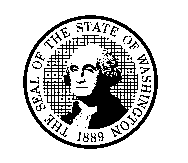 THE SEAL OF THE STATE OF WASHINGTON
1889